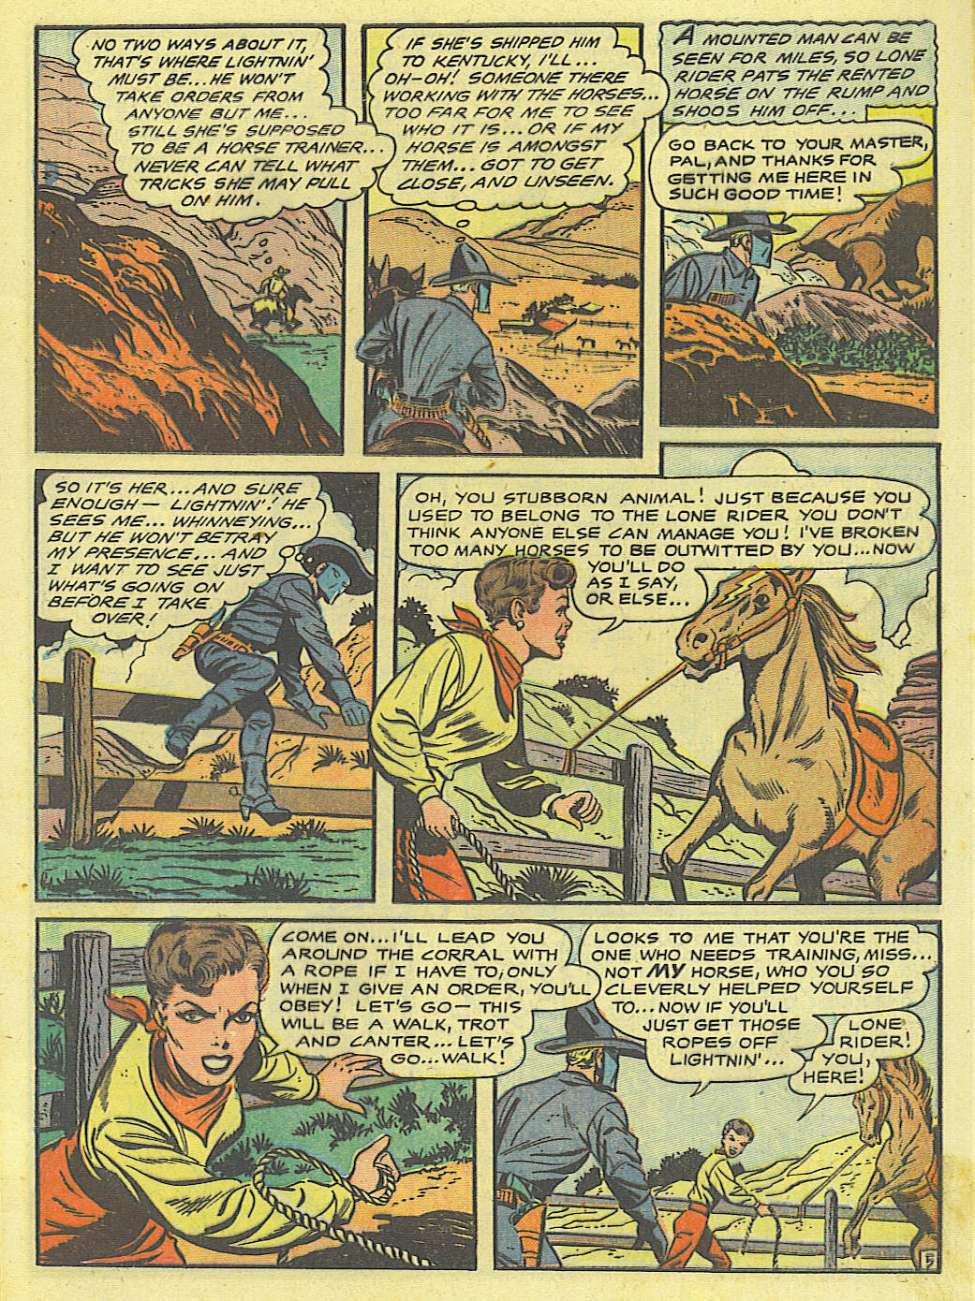 NO TWO WAYS ABOUT IT,
THAT'S WHERE LIGHTNIN'
MUST BE... HE WON'T
TAKE ORDERS FROM
ANYONE BUT ME...
STILL SHE'S SUPPOSED
TO BE A HORSE TRAINER...
NEVER CAN TELL WHAT
TRICKS SHE MAY PULL
ON HIM.
IF SHE'S SHIPPED HIM
TO KENTUCKY, I'LL...
OH-OH! SOMEONE THERE
WORKING WITH THE HORSES...
TOO FAR FOR ME TO SEE
WHO IT IS... OR IF MY
HORSE IS AMONGST
THEM... GOT TO GET
CLOSE, AND UNSEEN.
A MOUNTED MAN CAN BE
SEEN FOR MILES, SO LONE
RIDER PATS THE RENTED
HORSE ON THE RUMP AND
SHOOS HIM OFF...
GO BACK TO YOUR MASTER,
PAL, AND THANKS FOR
GETTING ME HERE IN
SUCH GOOD TIME!
SO IT'S HER... AND SURE
ENOUGH— LIGHTNIN'! HE
SEES ME... WHINNEYING...
BUT HE WON'T BETRAY
MY PRESENCE... AND
I WANT TO SEE JUST
WHAT'S GOING ON
BEFORE I TAKE
OVER!
OH, YOU STUBBORN ANIMAL! JUST BECAUSE YOU
USED TO BELONG TO THE LONE RIDER YOU DON'T
THINK ANYONE ELSE CAN MANAGE YOU! I'VE BROKEN
TOO MANY HORSES TO BE OUTWITTED BY YOU... NOW
YOU'LL DO
AS I SAY,
OR ELSE...
COME ON... I'LL LEAD YOU
AROUND THE CORRAL WITH
A ROPE IF I HAVE TO, ONLY
WHEN I GIVE AN ORDER, YOU'LL
OBEY! LET'S GO— THIS
WILL BE A WALK, TROT
AND CANTER... LET'S
GO... WALK!
LOOKS TO ME THAT YOU'RE THE
ONE WHO NEEDS TRAINING, MISS...
NOT MY HORSE, WHO YOU SO
CLEVERLY HELPED YOURSELF
TO... NOW IF YOU'LL
JUST GET THOSE
ROPES OFF
LIGHTNIN'...
LONE
RIDER!
YOU,
HERE!
5